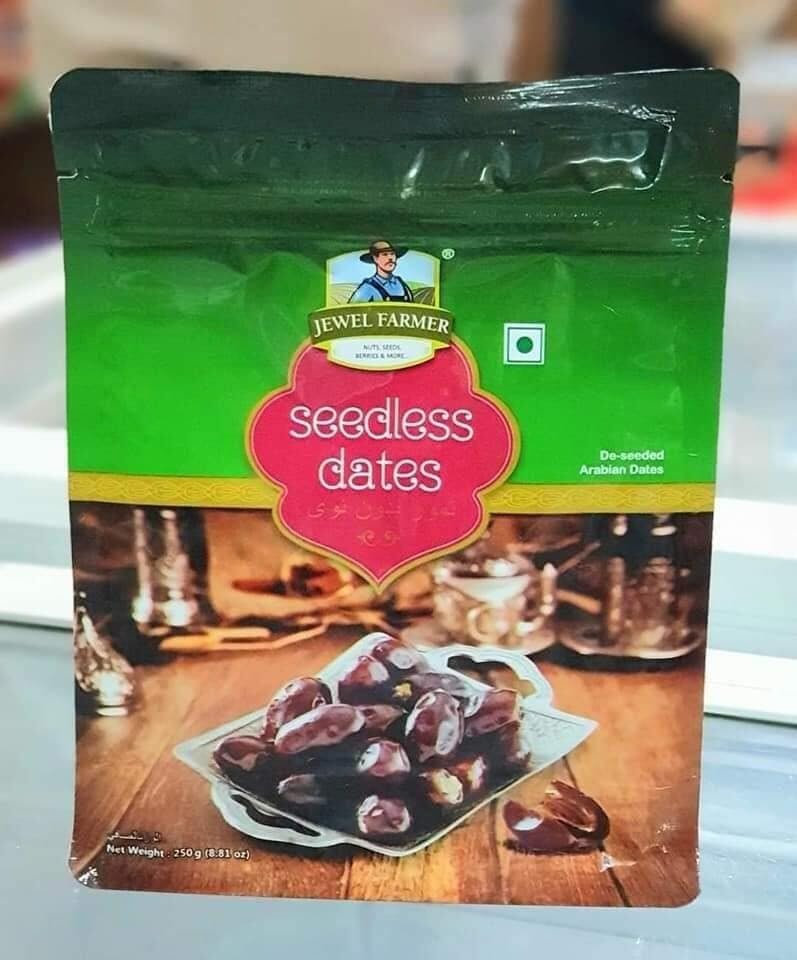 ®
JEWEL FARMER
NUTS, SEEDS,
BERRIES & MORE...
seedless
dates
تمور بدون نوى
De-seeded
Arabian Dates
Net Weight : 250 g (8.81 oz)